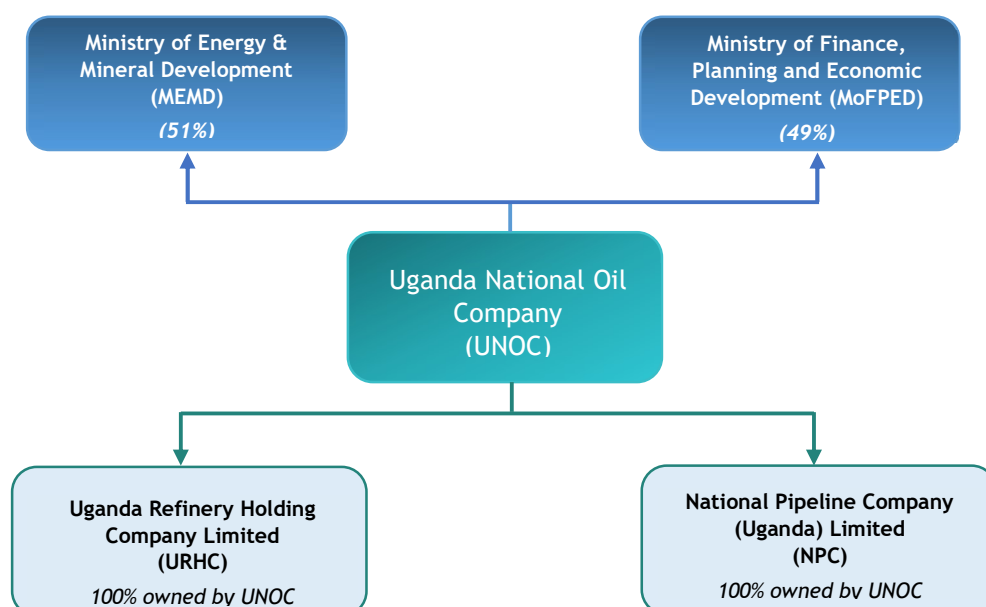 Ministry of Energy &
Mineral Development
(MEMD)
(51%)
Ministry of Finance,
Planning and Economic
Development (MoFPED)
(49%)
Uganda National Oil
Company
(UNOC)
Uganda Refinery Holding
Company Limited
(URHC)
100% owned by UNOC
National Pipeline Company
(Uganda) Limited
(NPC)
100% owned by UNOC